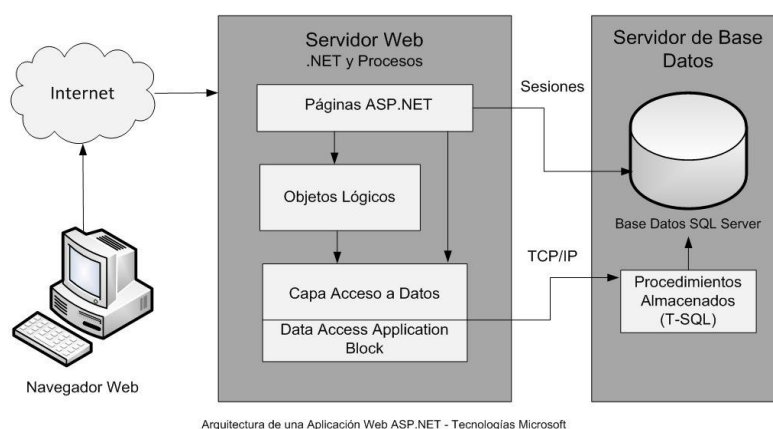 Servidor Web
.NET y Procesos
Servidor de Base
Datos
Internet
Páginas ASP.NET
Sesiones
Objetos Lógicos
Base Datos SQL Server
TCP/IP
Capa Acceso a Datos
Data Access Application
Block
Procedimientos
Almacenados
(T-SQL)
Navegador Web
Arquitectura de una Aplicación Web ASP.NET - Tecnologías Microsoft